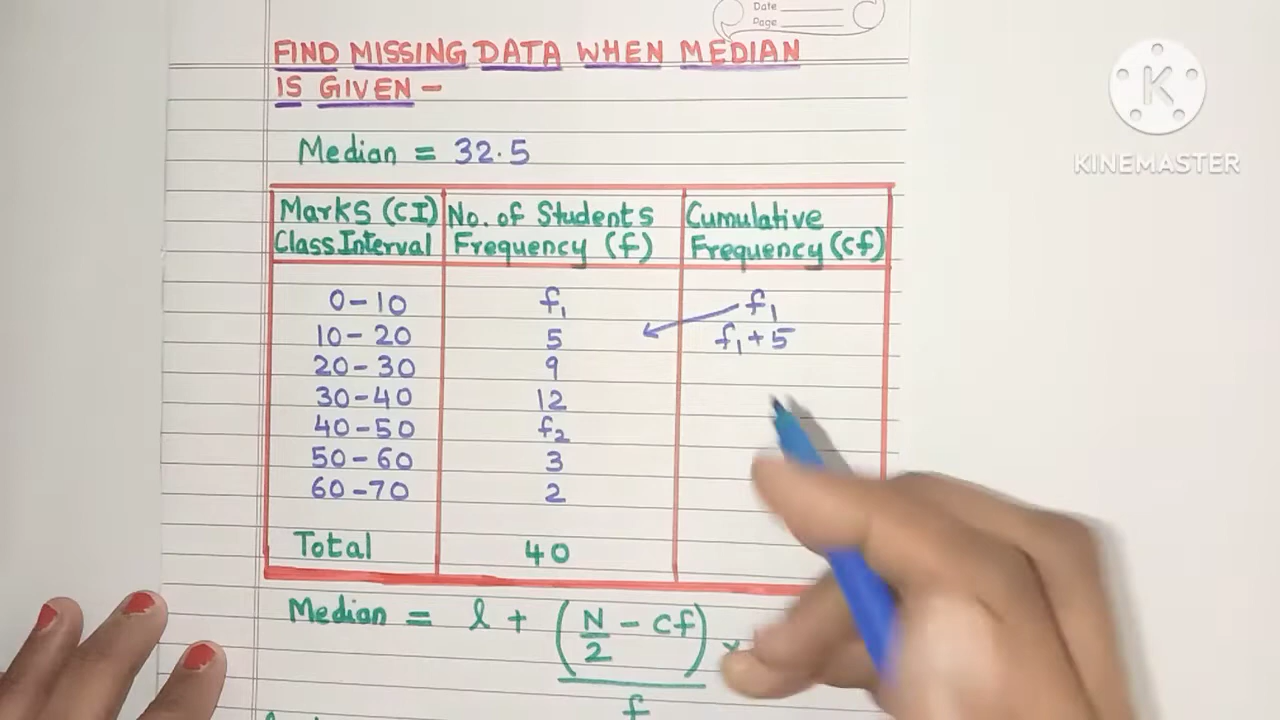 Date
Page
FIND MISSING DATA WHEN MEDIAN
IS GIVEN -
Median = 32.5
KINEMASTER
Marks (CI) No. of Students Cumulative
Class Interval Frequency (f) Frequency (cf)
0-10 f₁ f₁
10-20 5 f₁+5
20-30 9
30-40 12
40-50 f₂
50-60 3
60-70 2
Total 40
Median = l + (N/2 - cf) ×
f